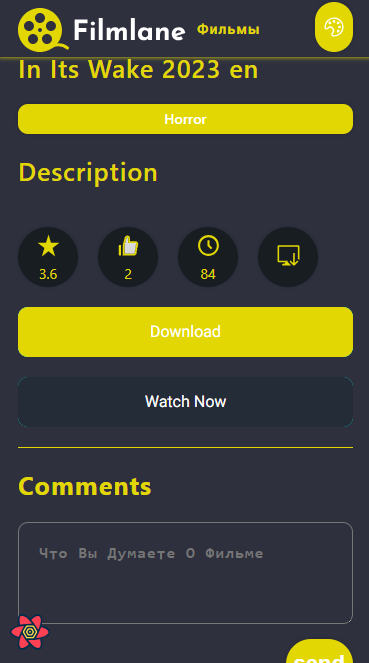 Filmlane Фильмы
In Its Wake 2023 en
Horror
Description
3.6 2 84
Download
Watch Now
Comments
Что Вы Думаете О Фильме
send